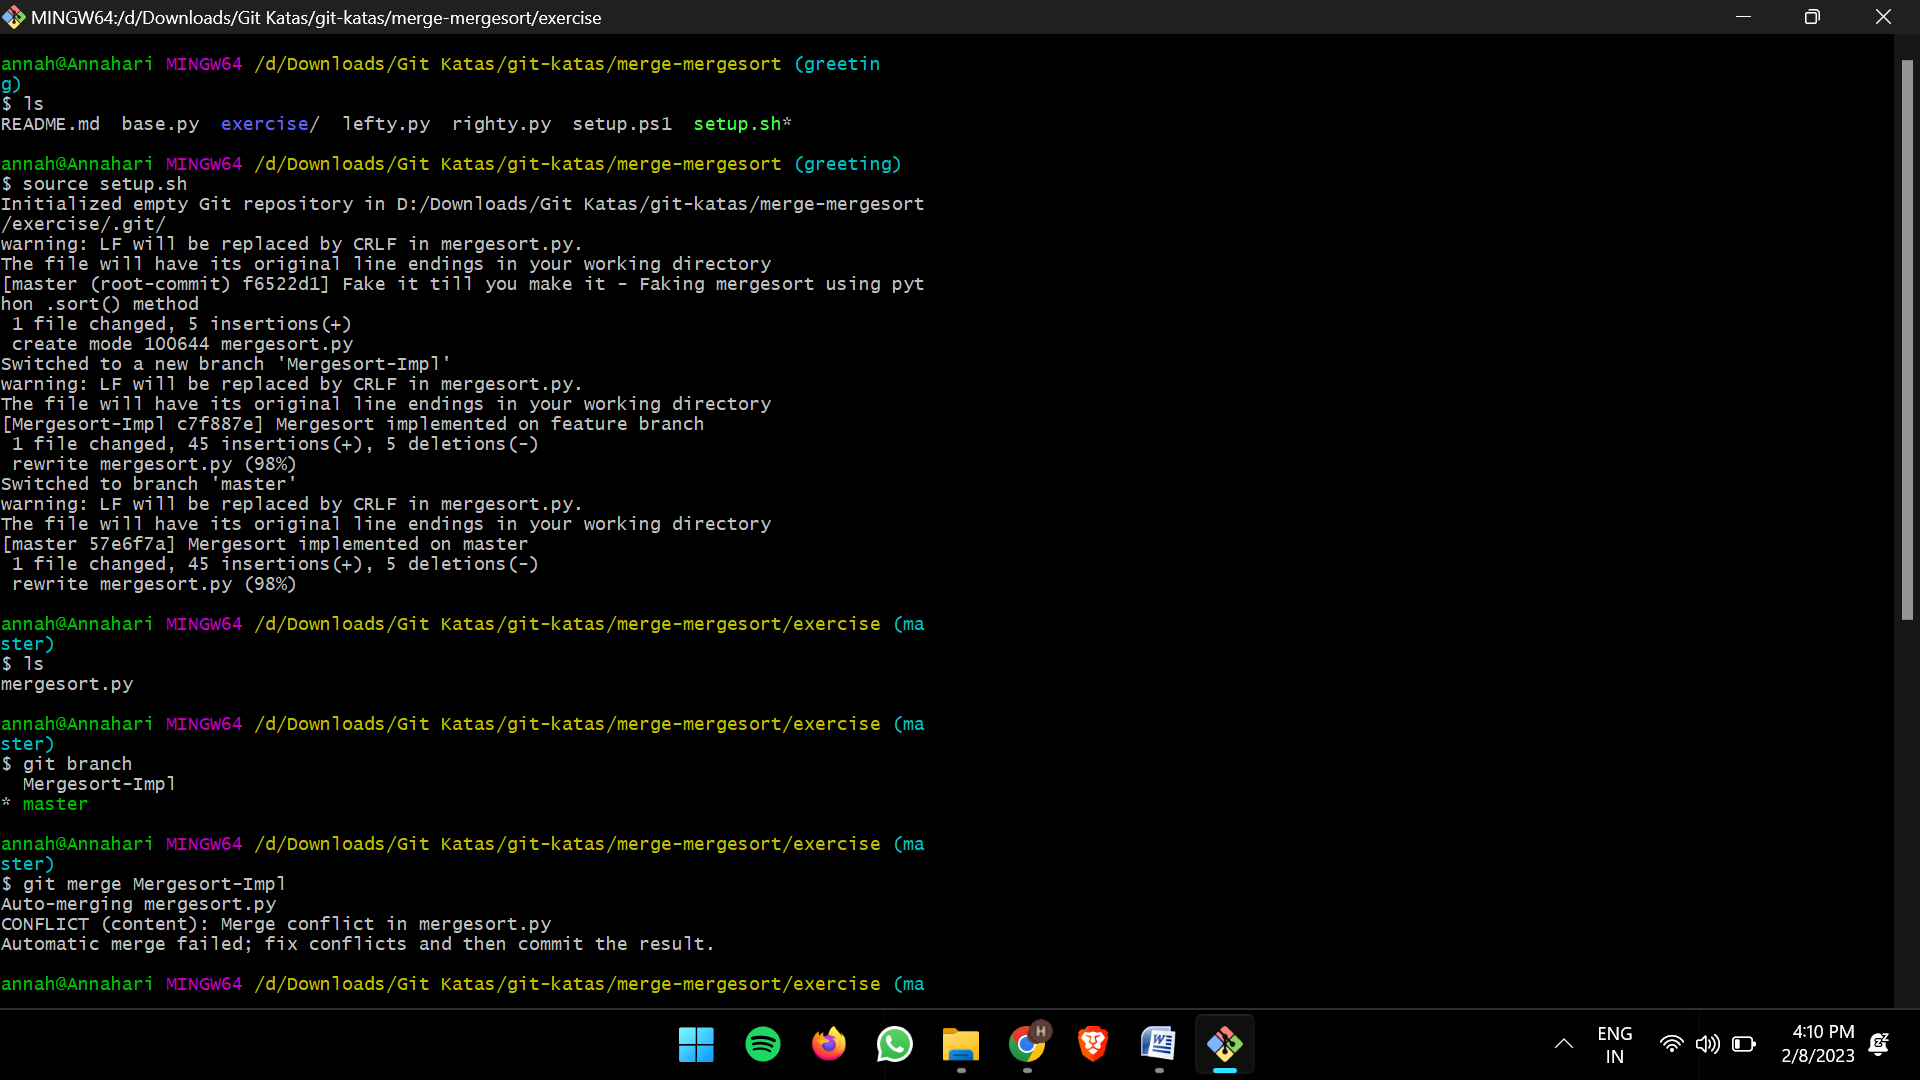 MINGW64:/d/Downloads/Git Katas/git-katas/merge-mergesort/exercise
annah@Annahari MINGW64 /d/Downloads/Git Katas/git-katas/merge-mergesort (greetin
g)
$ ls
README.md  base.py  exercise/  lefty.py  righty.py  setup.ps1  setup.sh*
annah@Annahari MINGW64 /d/Downloads/Git Katas/git-katas/merge-mergesort (greeting)
$ source setup.sh
Initialized empty Git repository in D:/Downloads/Git Katas/git-katas/merge-mergesort
/exercise/.git/
warning: LF will be replaced by CRLF in mergesort.py.
The file will have its original line endings in your working directory
[master (root-commit) f6522d1] Fake it till you make it - Faking mergesort using pyt
hon .sort() method
 1 file changed, 5 insertions(+)
 create mode 100644 mergesort.py
Switched to a new branch 'Mergesort-Impl'
warning: LF will be replaced by CRLF in mergesort.py.
The file will have its original line endings in your working directory
[Mergesort-Impl c7f887e] Mergesort implemented on feature branch
 1 file changed, 45 insertions(+), 5 deletions(-)
 rewrite mergesort.py (98%)
Switched to branch 'master'
warning: LF will be replaced by CRLF in mergesort.py.
The file will have its original line endings in your working directory
[master 57e6f7a] Mergesort implemented on master
 1 file changed, 45 insertions(+), 5 deletions(-)
 rewrite mergesort.py (98%)
annah@Annahari MINGW64 /d/Downloads/Git Katas/git-katas/merge-mergesort/exercise (ma
ster)
$ ls
mergesort.py
annah@Annahari MINGW64 /d/Downloads/Git Katas/git-katas/merge-mergesort/exercise (ma
ster)
$ git branch
  Mergesort-Impl
* master
annah@Annahari MINGW64 /d/Downloads/Git Katas/git-katas/merge-mergesort/exercise (ma
ster)
$ git merge Mergesort-Impl
Auto-merging mergesort.py
CONFLICT (content): Merge conflict in mergesort.py
Automatic merge failed; fix conflicts and then commit the result.
annah@Annahari MINGW64 /d/Downloads/Git Katas/git-katas/merge-mergesort/exercise (ma
H
W
ENG
IN
4:10 PM
2/8/2023